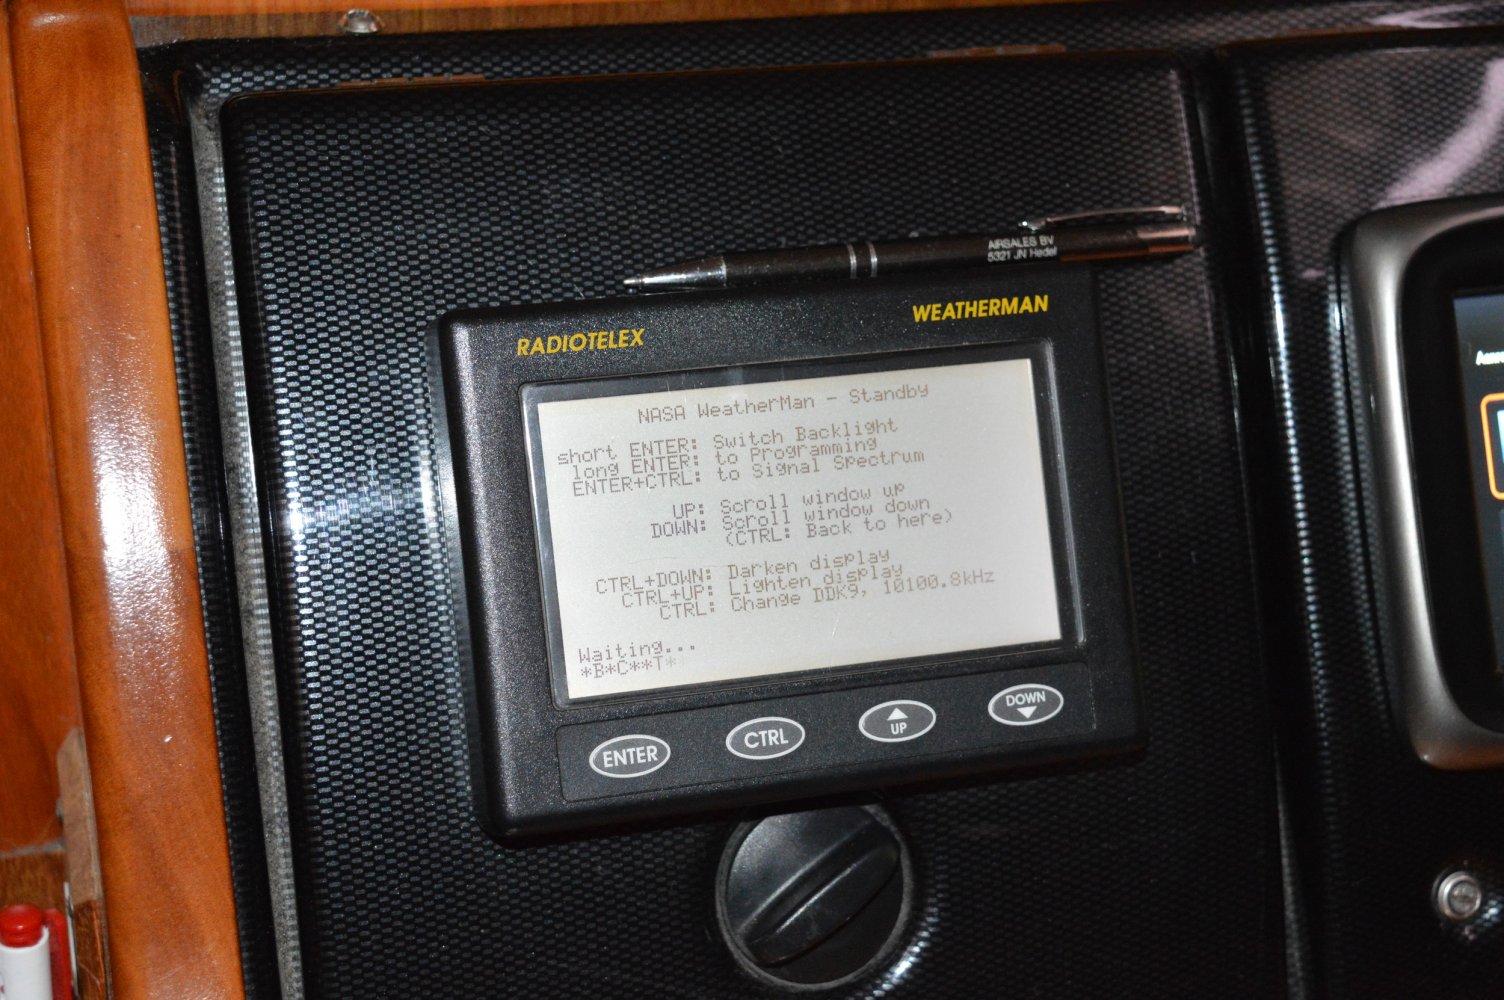 AIRSALES BV
5321 JN Hedel
RADIOTELEX
WEATHERMAN
NASA WeatherMan - Standby
short ENTER: Switch Backlight
long ENTER: to Programming
ENTER+CTRL: to Signal Spectrum
UP: Scroll window up
DOWN: Scroll window down
(CTRL: Back to here)
CTRL+DOWN: Darken display
CTRL+UP: Lighten display
CTRL: Change DDK9, 10100.8kHz
Waiting...
*B*C**T*
ENTER
CTRL
UP
DOWN